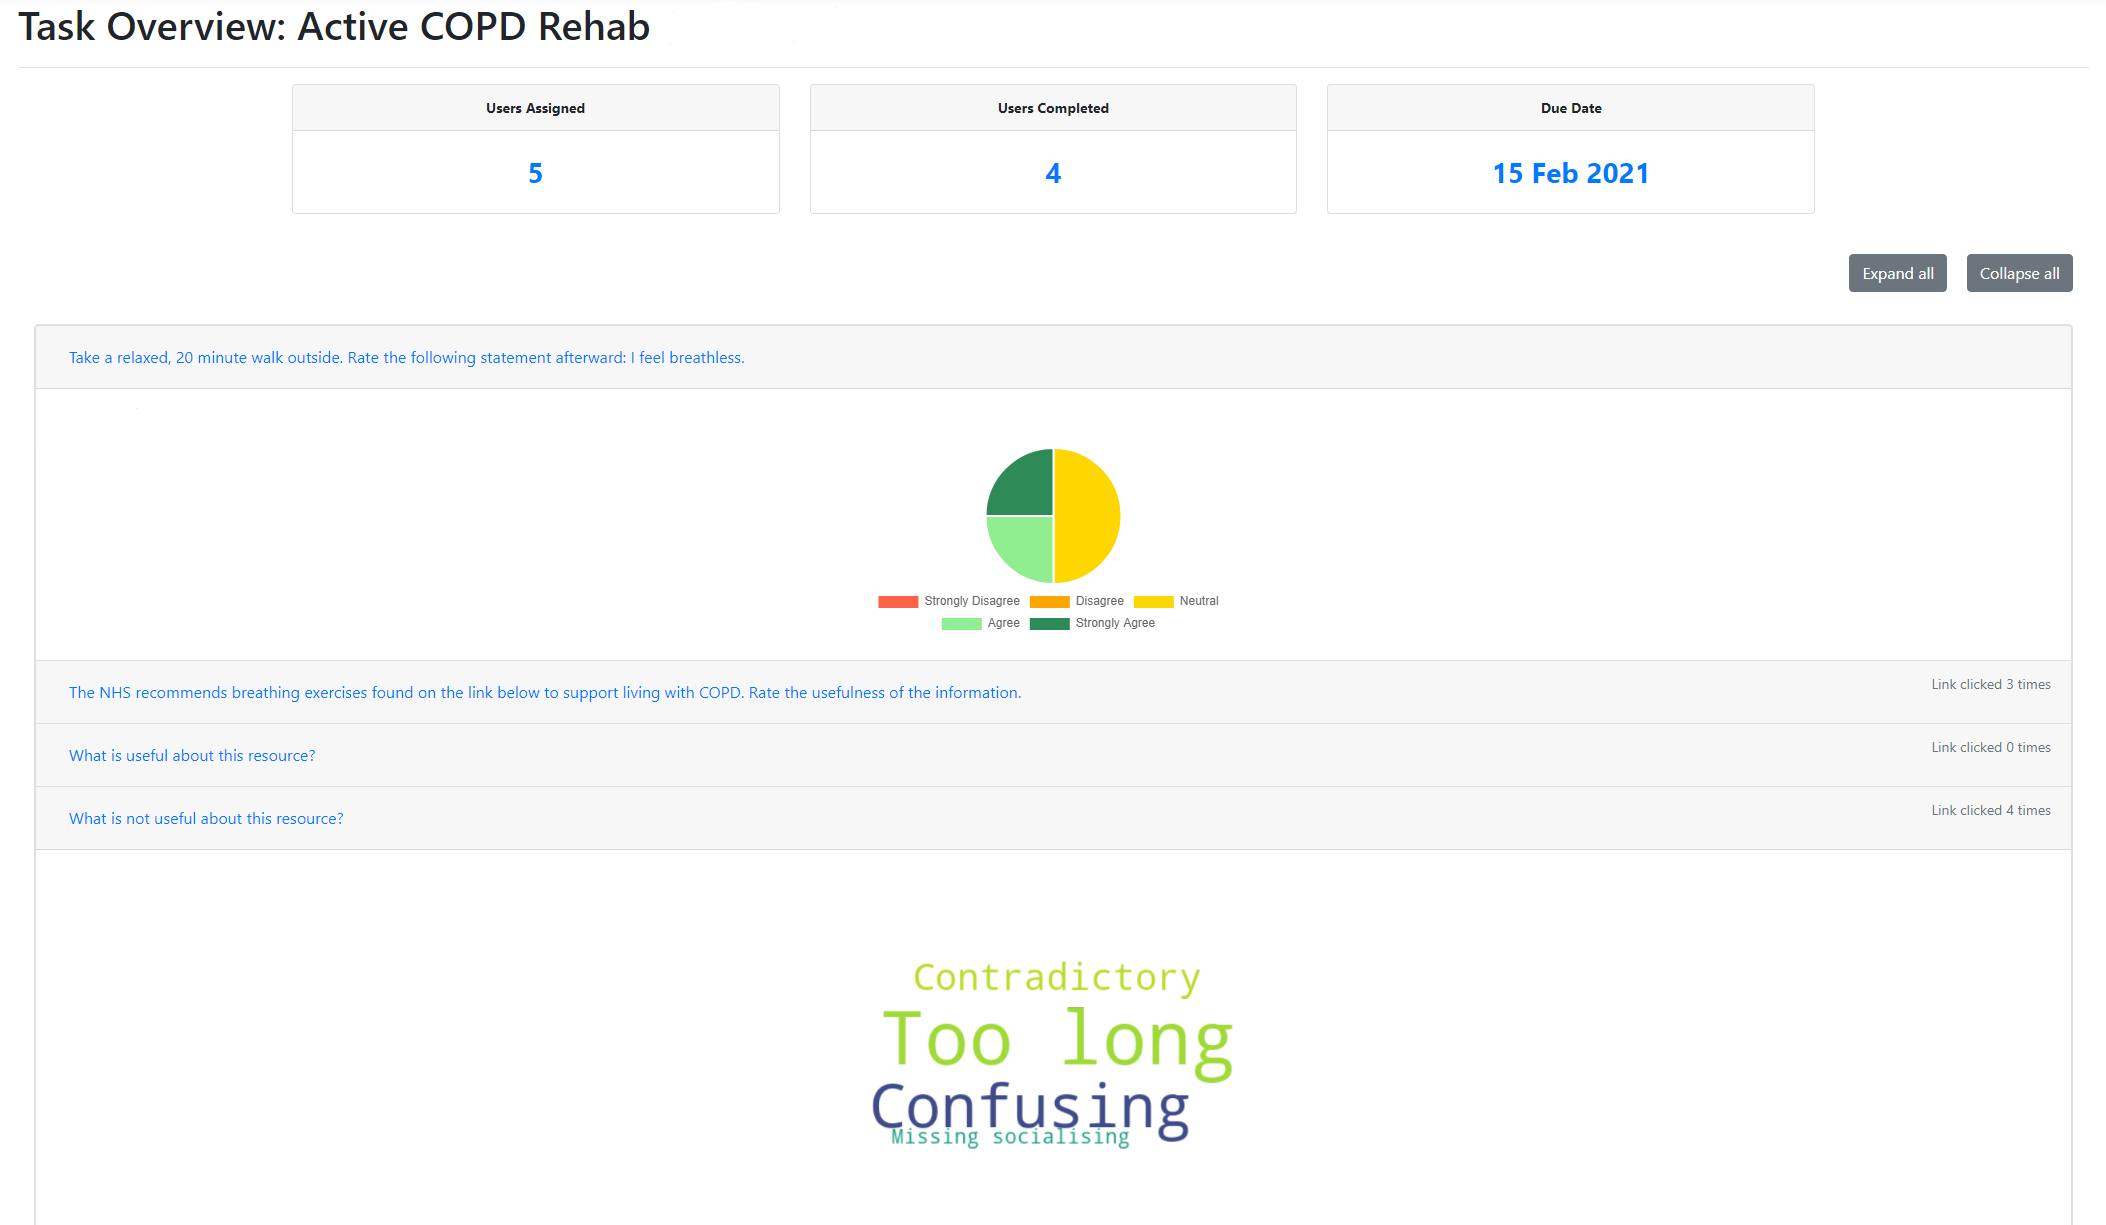 Task Overview: Active COPD Rehab
Users Assigned
5
Users Completed
4
Due Date
15 Feb 2021
Expand all
Collapse all
Take a relaxed, 20 minute walk outside. Rate the following statement afterward: I feel breathless.
Strongly Disagree Disagree Neutral
Agree Strongly Agree
The NHS recommends breathing exercises found on the link below to support living with COPD. Rate the usefulness of the information.
Link clicked 3 times
What is useful about this resource?
Link clicked 0 times
What is not useful about this resource?
Link clicked 4 times
Contradictory
Too long
Confusing
Missing socialising